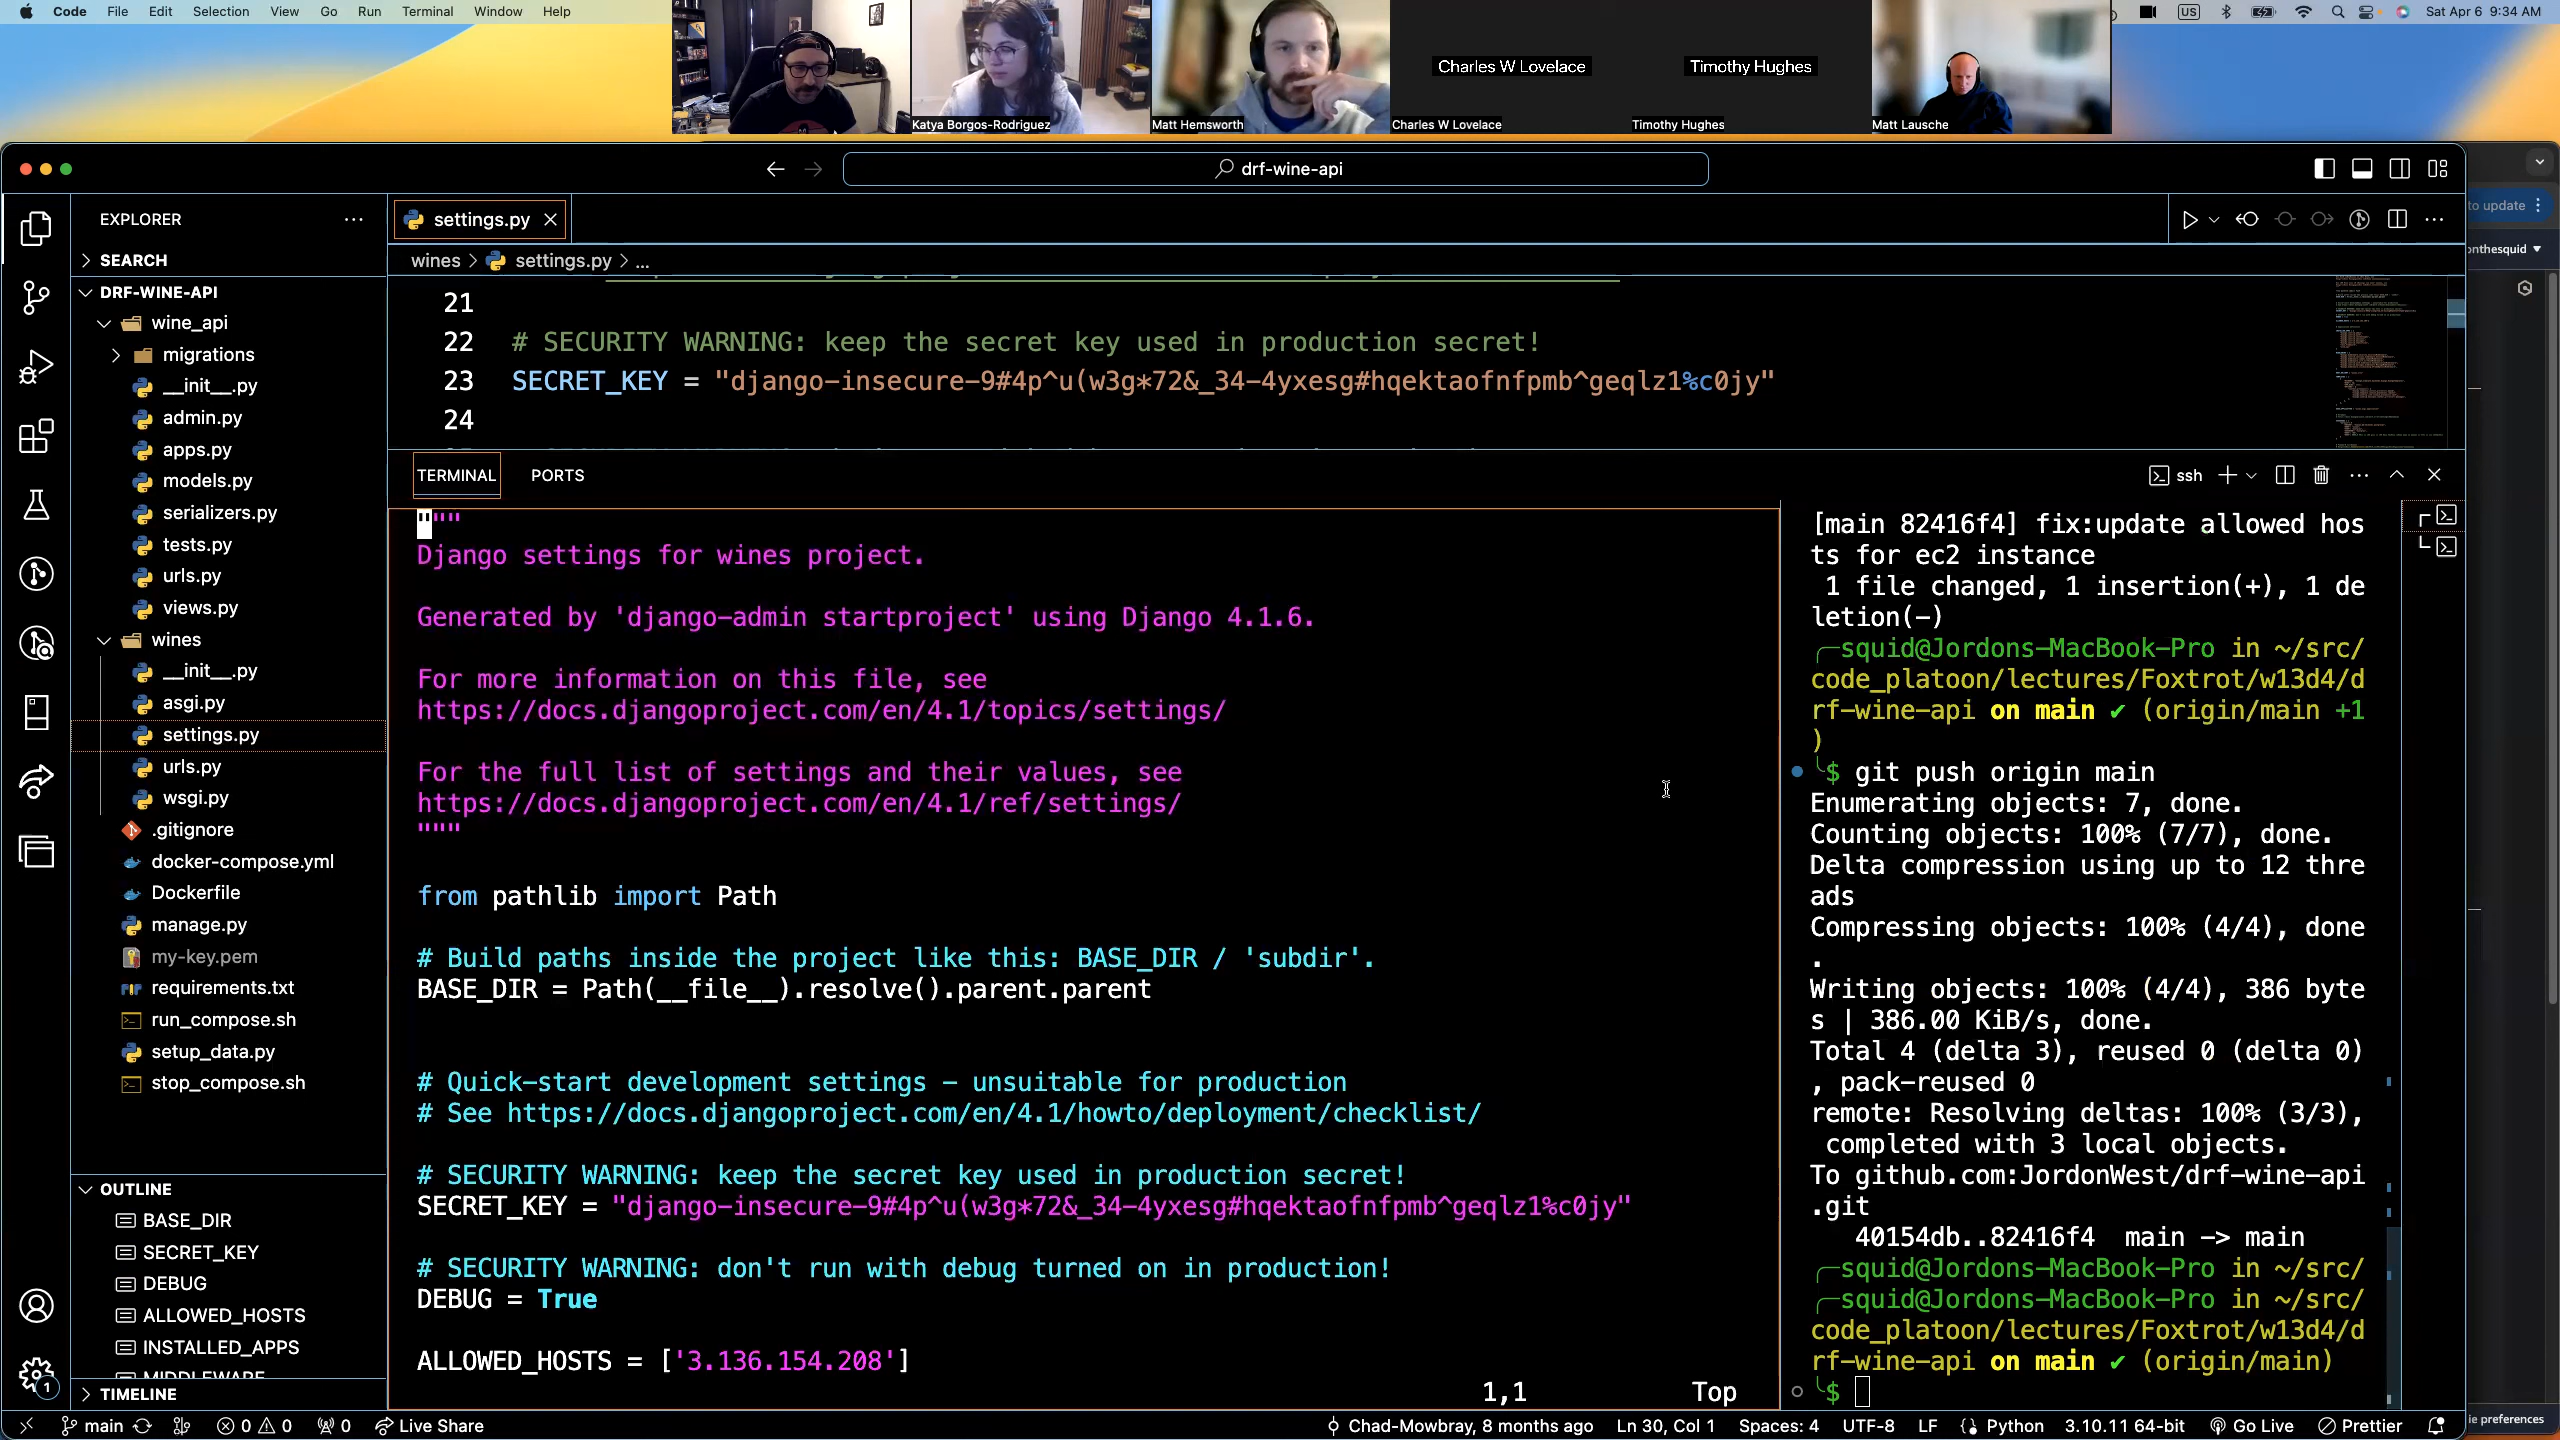 Code File Edit Selection View Go Run Terminal Window Help
US Sat Apr 6 9:34 AM
Charles W Lovelace
Timothy Hughes
Katya Borgos-Rodriguez
Matt Hemsworth
Charles W Lovelace
Timothy Hughes
Matt Lausche
drf-wine-api
to update
onthesquid
EXPLORER
SEARCH
DRF-WINE-API
wine_api
migrations
__init__.py
admin.py
apps.py
models.py
serializers.py
tests.py
urls.py
views.py
wines
__init__.py
asgi.py
settings.py
urls.py
wsgi.py
.gitignore
docker-compose.yml
Dockerfile
manage.py
my-key.pem
requirements.txt
run_compose.sh
setup_data.py
stop_compose.sh
OUTLINE
BASE_DIR
SECRET_KEY
DEBUG
ALLOWED_HOSTS
INSTALLED_APPS
MIDDLEWARE
TIMELINE
settings.py
wines > settings.py > ...
21
22 # SECURITY WARNING: keep the secret key used in production secret!
23 SECRET_KEY = "django-insecure-9#4p^u(w3g*72&_34-4yxesg#hqektaofnfpmb^geqlz1%c0jy"
24
TERMINAL PORTS
ssh
"""
Django settings for wines project.
Generated by 'django-admin startproject' using Django 4.1.6.
For more information on this file, see
https://docs.djangoproject.com/en/4.1/topics/settings/
For the full list of settings and their values, see
https://docs.djangoproject.com/en/4.1/ref/settings/
"""
from pathlib import Path
# Build paths inside the project like this: BASE_DIR / 'subdir'.
BASE_DIR = Path(__file__).resolve().parent.parent
# Quick-start development settings - unsuitable for production
# See https://docs.djangoproject.com/en/4.1/howto/deployment/checklist/
# SECURITY WARNING: keep the secret key used in production secret!
SECRET_KEY = "django-insecure-9#4p^u(w3g*72&_34-4yxesg#hqektaofnfpmb^geqlz1%c0jy"
# SECURITY WARNING: don't run with debug turned on in production!
DEBUG = True
ALLOWED_HOSTS = ['3.136.154.208']
1,1 Top
[main 82416f4] fix:update allowed hos
ts for ec2 instance
1 file changed, 1 insertion(+), 1 de
letion(-)
╭─squid@Jordons-MacBook-Pro in ~/src/
code_platoon/lectures/Foxtrot/w13d4/d
rf-wine-api on main ✔ (origin/main +1
)
╰$ git push origin main
Enumerating objects: 7, done.
Counting objects: 100% (7/7), done.
Delta compression using up to 12 thre
ads
Compressing objects: 100% (4/4), done
.
Writing objects: 100% (4/4), 386 byte
s | 386.00 KiB/s, done.
Total 4 (delta 3), reused 0 (delta 0)
, pack-reused 0
remote: Resolving deltas: 100% (3/3),
completed with 3 local objects.
To github.com:JordonWest/drf-wine-api
.git
40154db..82416f4 main -> main
╭─squid@Jordons-MacBook-Pro in ~/src/
╭─squid@Jordons-MacBook-Pro in ~/src/
code_platoon/lectures/Foxtrot/w13d4/d
rf-wine-api on main ✔ (origin/main)
╰$
1
main 0 0 0 Live Share
Chad-Mowbray, 8 months ago Ln 30, Col 1 Spaces: 4 UTF-8 LF Python 3.10.11 64-bit Go Live Prettier
ie preferences